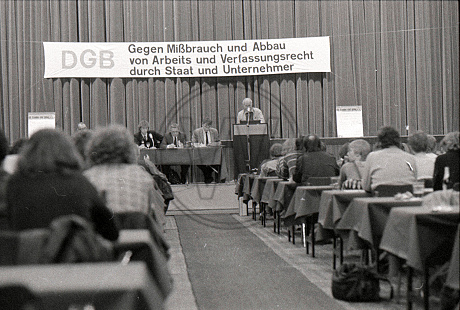 DGB
Gegen Mißbrauch und Abbau
von Arbeits und Verfassungsrecht
durch Staat und Unternehmer